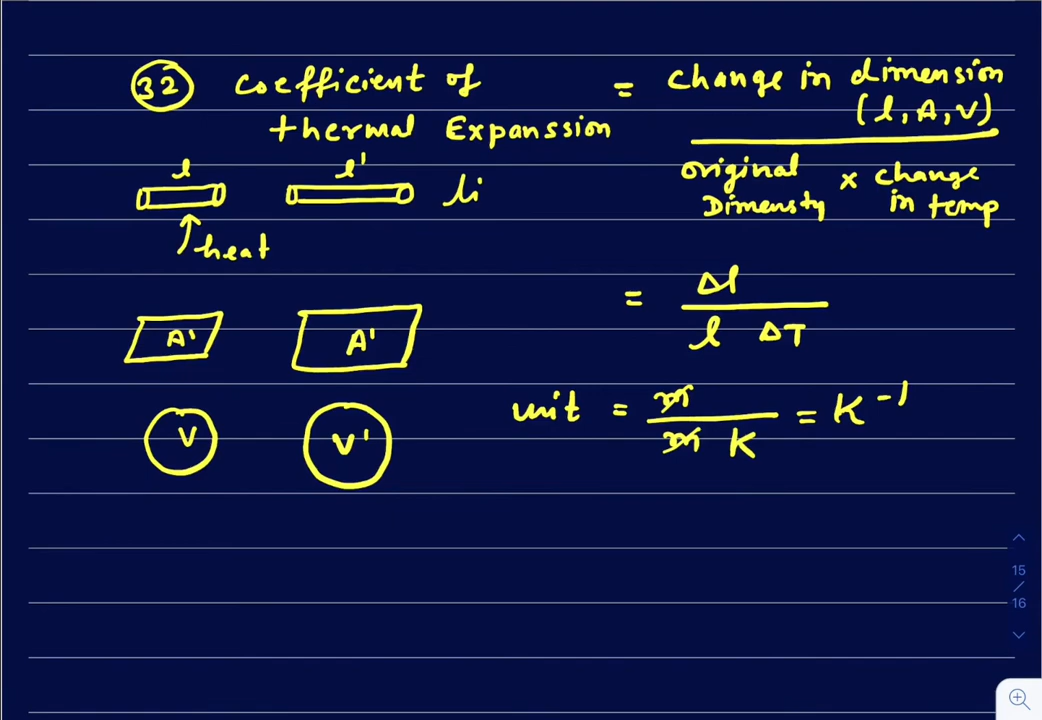 32 Coefficient of = Change in dimension
thermal Expanssion (l, A, V)
l l' li original × change
Dimensty in temp
heat
= Δl
l ΔT
A' A'
unit = m = K⁻¹
m K
V V'
15
/
16